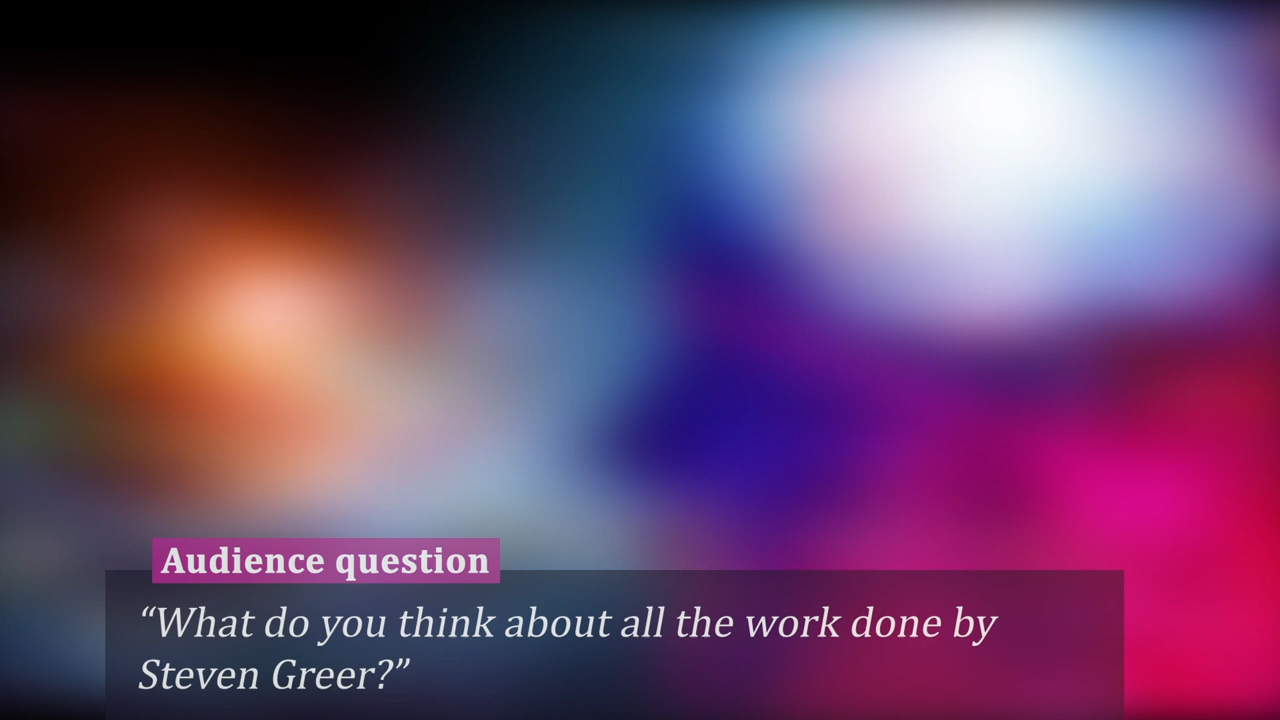 Audience question
“What do you think about all the work done by
Steven Greer?”